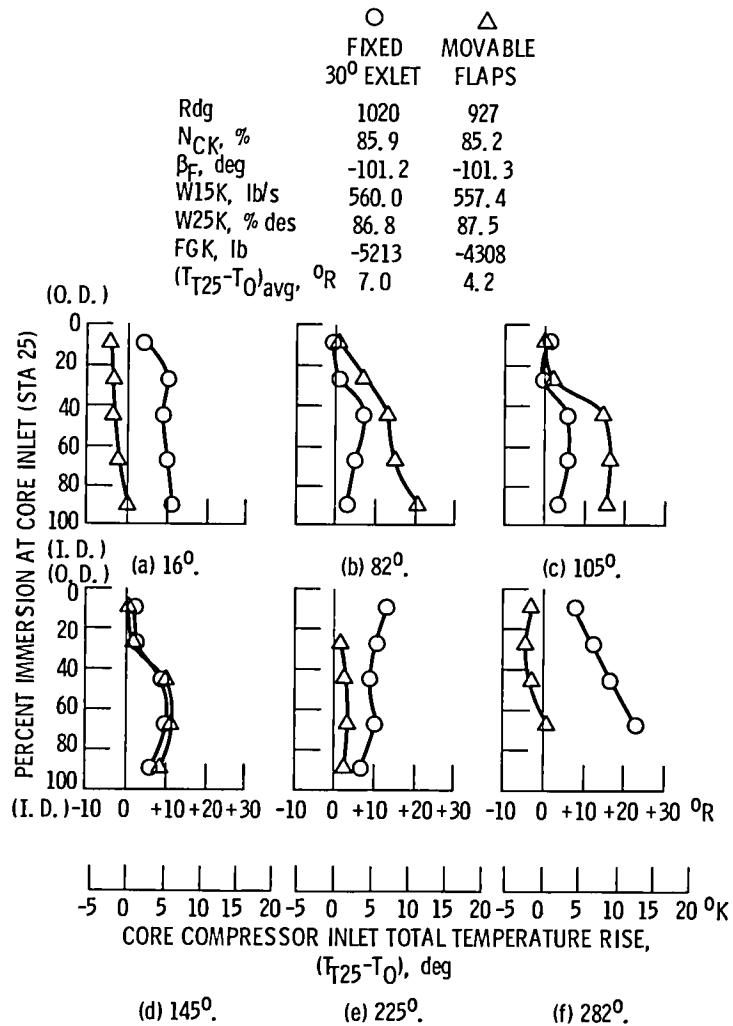 FIXED MOVABLE
30° EXLET FLAPS
Rdg 1020 927
N_CK, % 85.9 85.2
β_F, deg -101.2 -101.3
W15K, lb/s 560.0 557.4
W25K, % des 86.8 87.5
FGK, lb -5213 -4308
(T_T25-T_O)avg, °R 7.0 4.2
(O. D.)
0
20
40
60
80
100
(I. D.)
PERCENT IMMERSION AT CORE INLET (STA 25)
(a) 16°. (b) 82°. (c) 105°.
(O. D.)
0
20
40
60
80
100
(I. D.) -10 0 +10 +20 +30 -10 0 +10 +20 +30 -10 0 +10 +20 +30 °R
-5 0 5 10 15 20 -5 0 5 10 15 20 -5 0 5 10 15 20 °K
CORE COMPRESSOR INLET TOTAL TEMPERATURE RISE,
(T_T25-T_O), deg
(d) 145°. (e) 225°. (f) 282°.